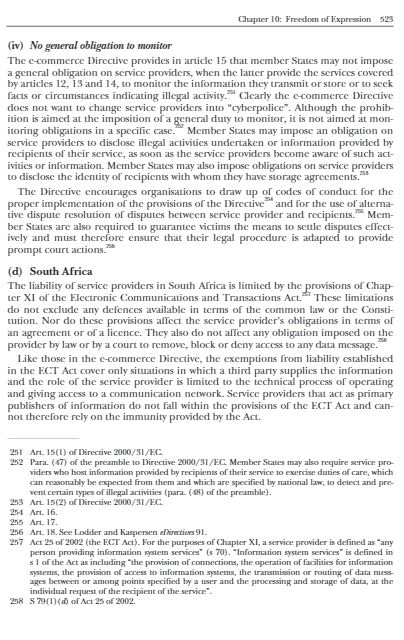 Chapter 10: Freedom of Expression 523
(iv) No general obligation to monitor
The e-commerce Directive provides in article 15 that member States may not impose
a general obligation on service providers, when the latter provide the services covered
by articles 12, 13 and 14, to monitor the information they transmit or store or to seek
facts or circumstances indicating illegal activity.251 Clearly the e-commerce Directive
does not want to change service providers into “cyberpolice”. Although the prohib-
ition is aimed at the imposition of a general duty to monitor, it is not aimed at mon-
itoring obligations in a specific case.252 Member States may impose an obligation on
service providers to disclose illegal activities undertaken or information provided by
recipients of their service, as soon as the service providers become aware of such act-
ivities or information. Member States may also impose obligations on service providers
to disclose the identity of recipients with whom they have storage agreements.253
The Directive encourages organisations to draw up of codes of conduct for the
proper implementation of the provisions of the Directive254 and for the use of alterna-
tive dispute resolution of disputes between service provider and recipients.255 Mem-
ber States are also required to guarantee victims the means to settle disputes effect-
ively and must therefore ensure that their legal procedure is adapted to provide
prompt court actions.256
(d) South Africa
The liability of service providers in South Africa is limited by the provisions of Chap-
ter XI of the Electronic Communications and Transactions Act.257 These limitations
do not exclude any defences available in terms of the common law or the Consti-
tution. Nor do these provisions affect the service provider’s obligations in terms of
an agreement or of a licence. They also do not affect any obligation imposed on the
provider by law or by a court to remove, block or deny access to any data message.258
Like those in the e-commerce Directive, the exemptions from liability established
in the ECT Act cover only situations in which a third party supplies the information
and the role of the service provider is limited to the technical process of operating
and giving access to a communication network. Service providers that act as primary
publishers of information do not fall within the provisions of the ECT Act and can-
not therefore rely on the immunity provided by the Act.
251 Art. 15(1) of Directive 2000/31/EC.
252 Para. (47) of the preamble to Directive 2000/31/EC. Member States may also require service pro-
viders who host information provided by recipients of their service to exercise duties of care, which
can reasonably be expected from them and which are specified by national law, to detect and pre-
vent certain types of illegal activities (para. (48) of the preamble).
253 Art. 15(2) of Directive 2000/31/EC.
254 Art. 16.
255 Art. 17.
256 Art. 18. See Lodder and Kaspersen eDirectives 91.
257 Act 25 of 2002 (the ECT Act). For the purposes of Chapter XI, a service provider is defined as “any
person providing information system services” (s 70). “Information system services” is defined in
s 1 of the Act as including “the provision of connections, the operation of facilities for information
systems, the provision of access to information systems, the transmission or routing of data mess-
ages between or among points specified by a user and the processing and storage of data, at the
individual request of the recipient of the service”.
258 S 79(1)(d) of Act 25 of 2002.